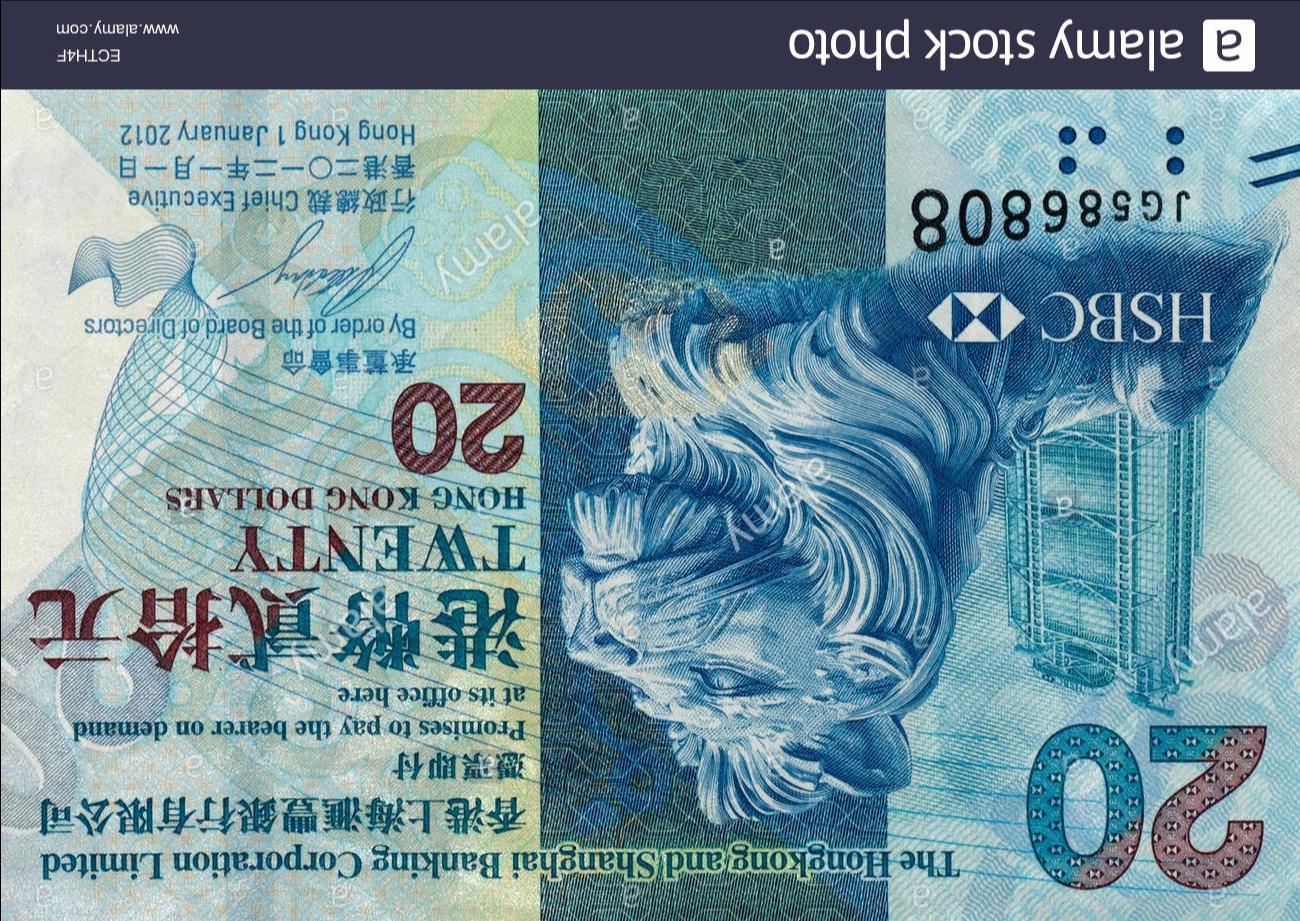 The Hongkong and Shanghai Banking Corporation Limited
香港上海滙豐銀行有限公司
憑票即付
Promises to pay the bearer on demand
at its office here
港幣貳拾元
TWENTY
HONG KONG DOLLARS
20
承董事會命
By order of the Board of Directors
行政總裁 Chief Executive
香港二〇一二年一月一日
Hong Kong 1 January 2012
20
HSBC
JG586808
alamy
alamy
alamy
alamy
a alamy stock photo
ECTH4F
www.alamy.com